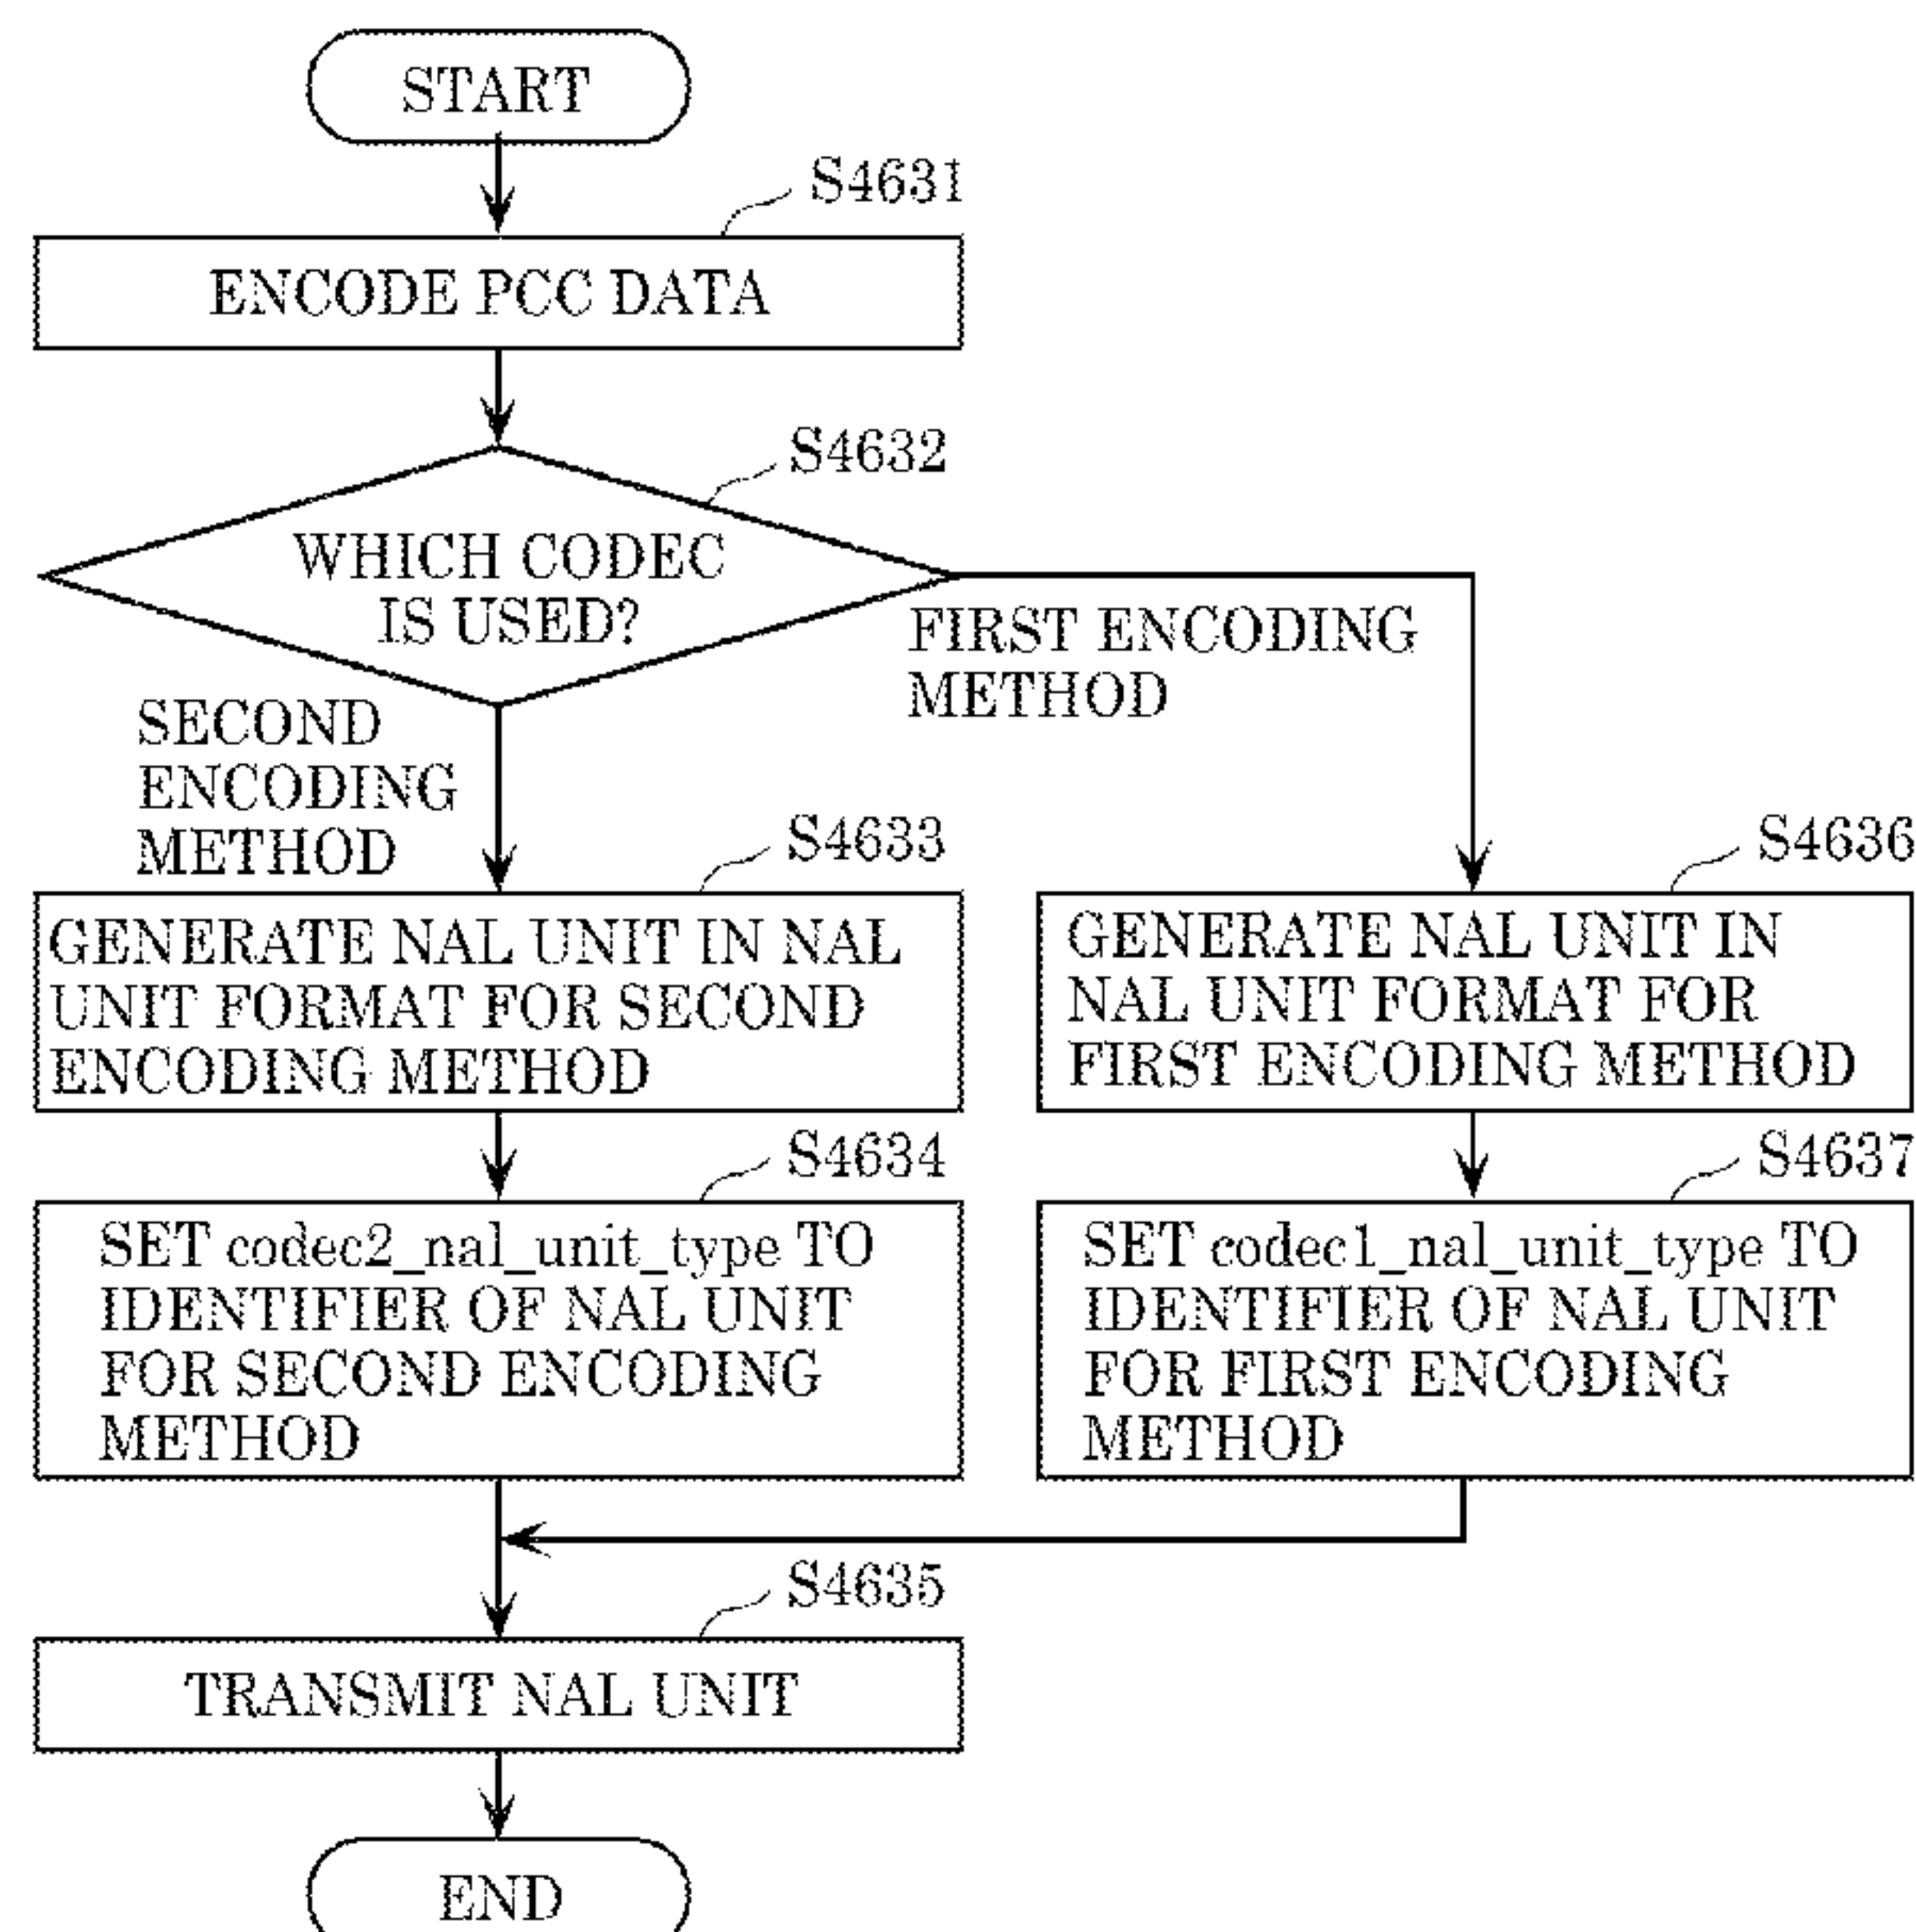 START
S4631
ENCODE PCC DATA
S4632
WHICH CODEC
IS USED?
FIRST ENCODING
METHOD
SECOND
ENCODING
METHOD
S4633
GENERATE NAL UNIT IN NAL
UNIT FORMAT FOR SECOND
ENCODING METHOD
S4636
GENERATE NAL UNIT IN
NAL UNIT FORMAT FOR
FIRST ENCODING METHOD
S4634
SET codec2_nal_unit_type TO
IDENTIFIER OF NAL UNIT
FOR SECOND ENCODING
METHOD
S4637
SET codec1_nal_unit_type TO
IDENTIFIER OF NAL UNIT
FOR FIRST ENCODING
METHOD
S4635
TRANSMIT NAL UNIT
END